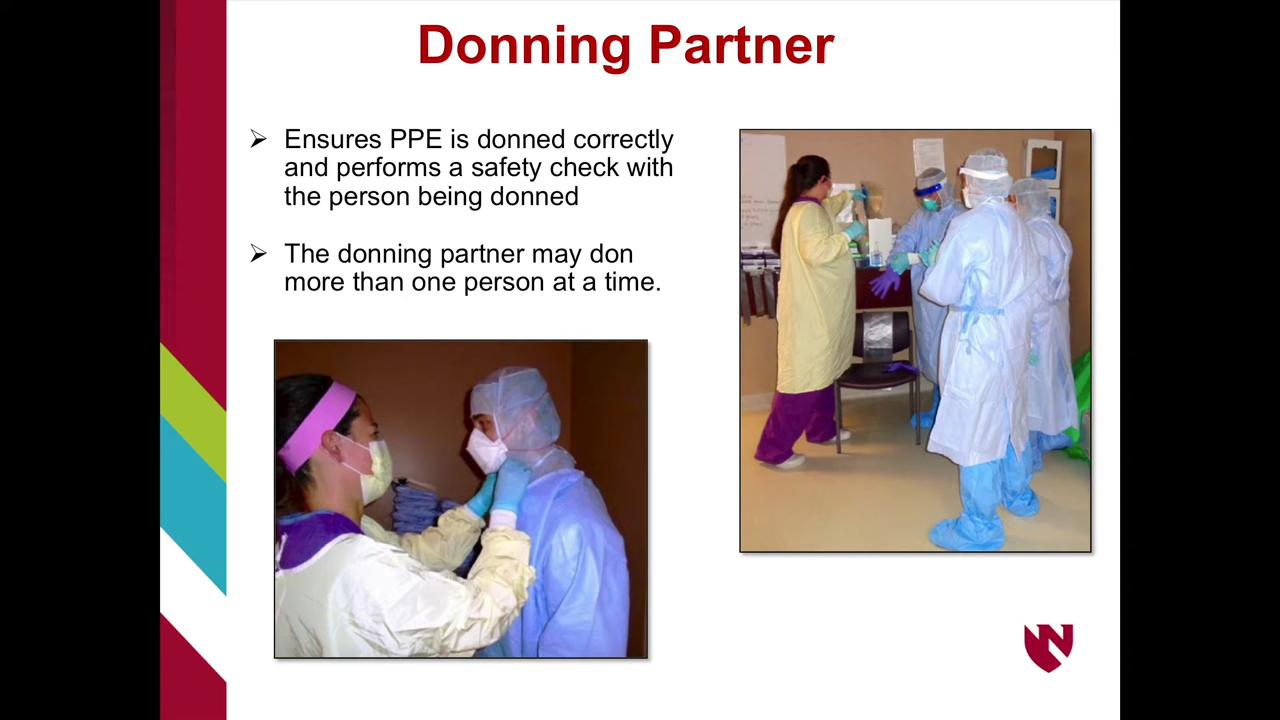 Donning Partner
Ensures PPE is donned correctly
and performs a safety check with
the person being donned
The donning partner may don
more than one person at a time.
N